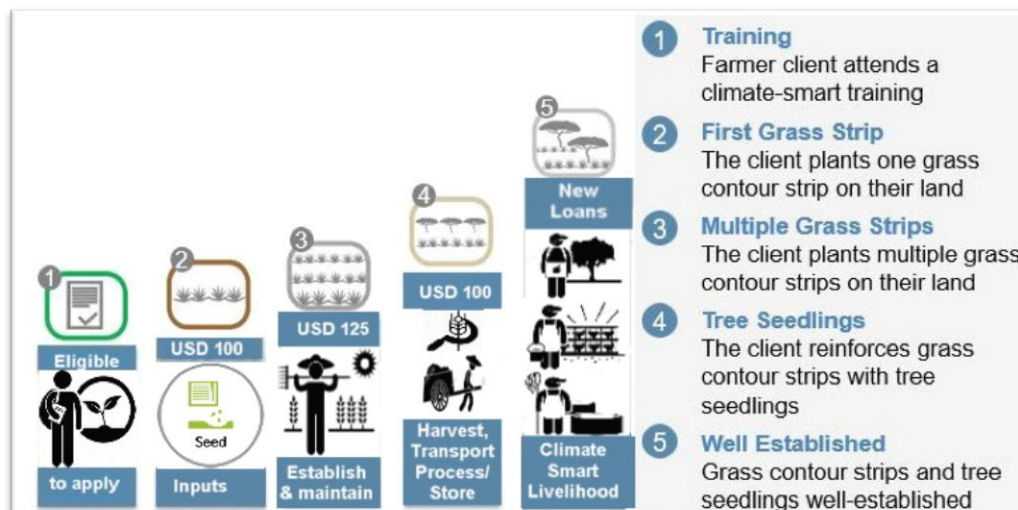 1
Eligible
to apply
2
USD 100
Seed
Inputs
3
USD 125
Establish
& maintain
4
USD 100
Harvest,
Transport
Process/
Store
5
New
Loans
Climate
Smart
Livelihood
1 Training
Farmer client attends a
climate-smart training
2 First Grass Strip
The client plants one grass
contour strip on their land
3 Multiple Grass Strips
The client plants multiple grass
contour strips on their land
4 Tree Seedlings
The client reinforces grass
contour strips with tree
seedlings
5 Well Established
Grass contour strips and tree
seedlings well-established